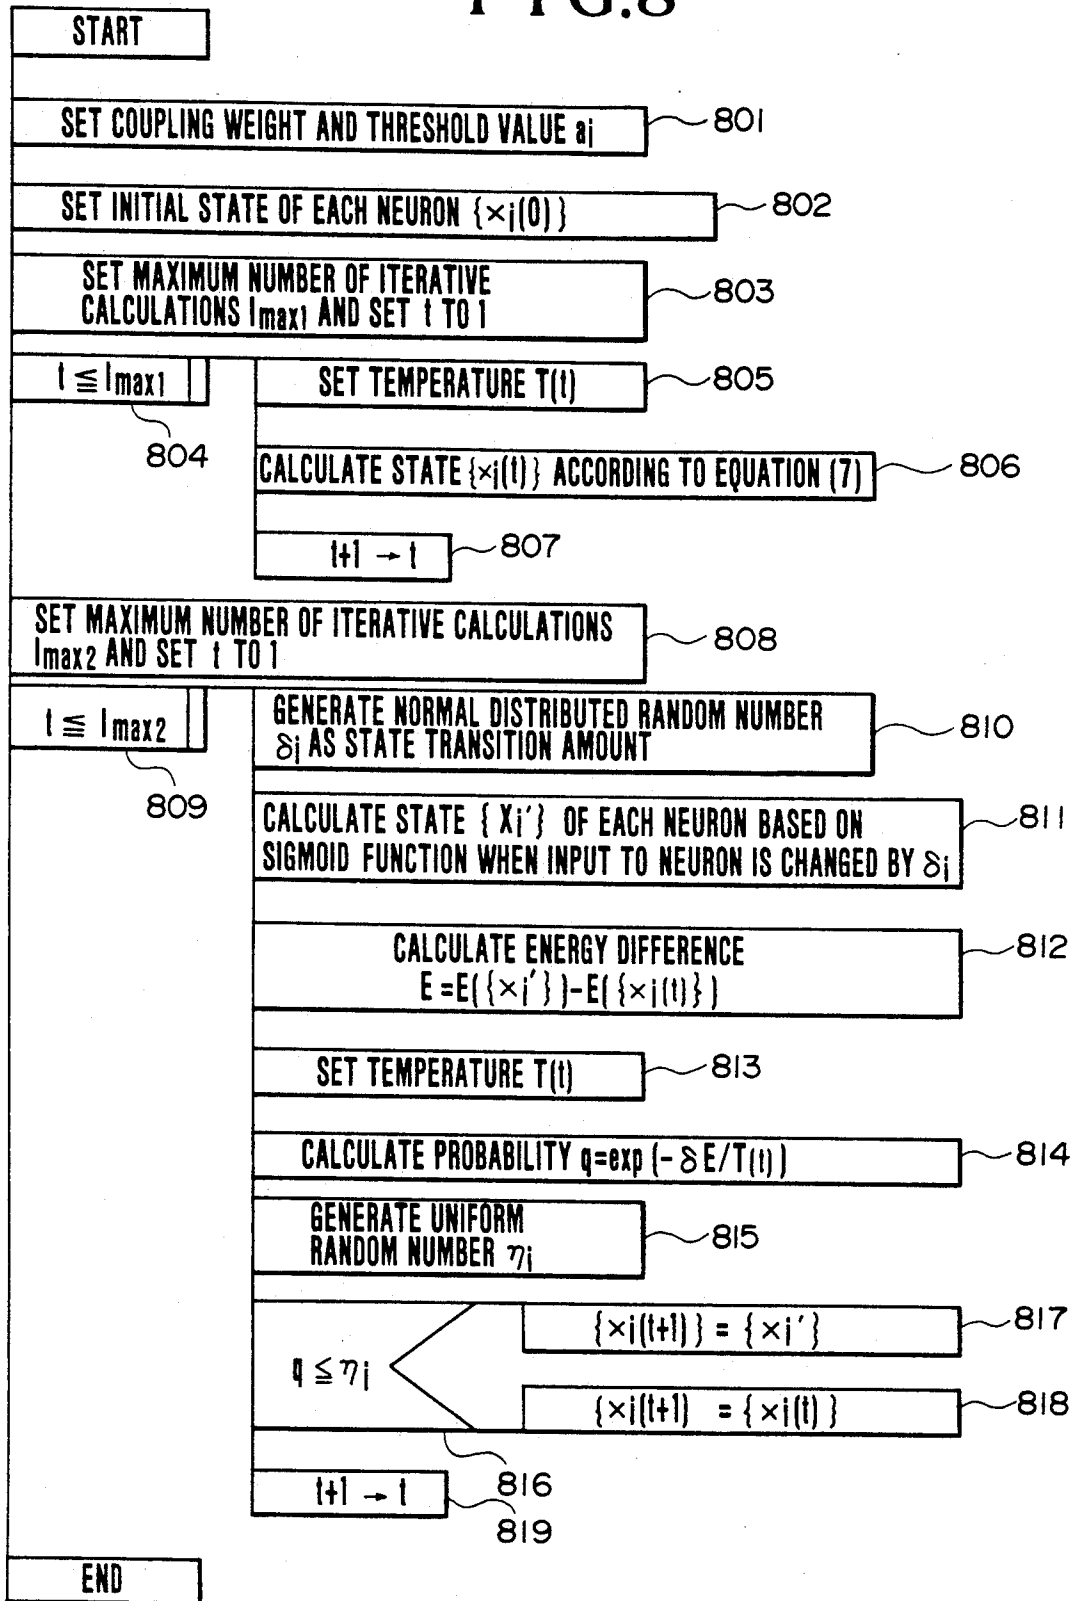 FIG.8
START
SET COUPLING WEIGHT AND THRESHOLD VALUE ai
801
SET INITIAL STATE OF EACH NEURON {xi(0)}
802
SET MAXIMUM NUMBER OF ITERATIVE
CALCULATIONS Imax1 AND SET t TO 1
803
t ≦ Imax1
804
SET TEMPERATURE T(t)
805
CALCULATE STATE {xi(t)} ACCORDING TO EQUATION (7)
806
t+1 → t
807
SET MAXIMUM NUMBER OF ITERATIVE CALCULATIONS
Imax2 AND SET t TO 1
808
t ≦ Imax2
809
GENERATE NORMAL DISTRIBUTED RANDOM NUMBER
δi AS STATE TRANSITION AMOUNT
810
CALCULATE STATE { Xi′} OF EACH NEURON BASED ON
SIGMOID FUNCTION WHEN INPUT TO NEURON IS CHANGED BY δi
811
CALCULATE ENERGY DIFFERENCE
E=E({xi′})-E({xi(t)})
812
SET TEMPERATURE T(t)
813
CALCULATE PROBABILITY q=exp(-δE/T(t))
814
GENERATE UNIFORM
RANDOM NUMBER ηi
815
q ≦ ηi
816
{xi(t+1)} = {xi′}
817
{xi(t+1) = {xi(t)}
818
t+1 → t
819
END